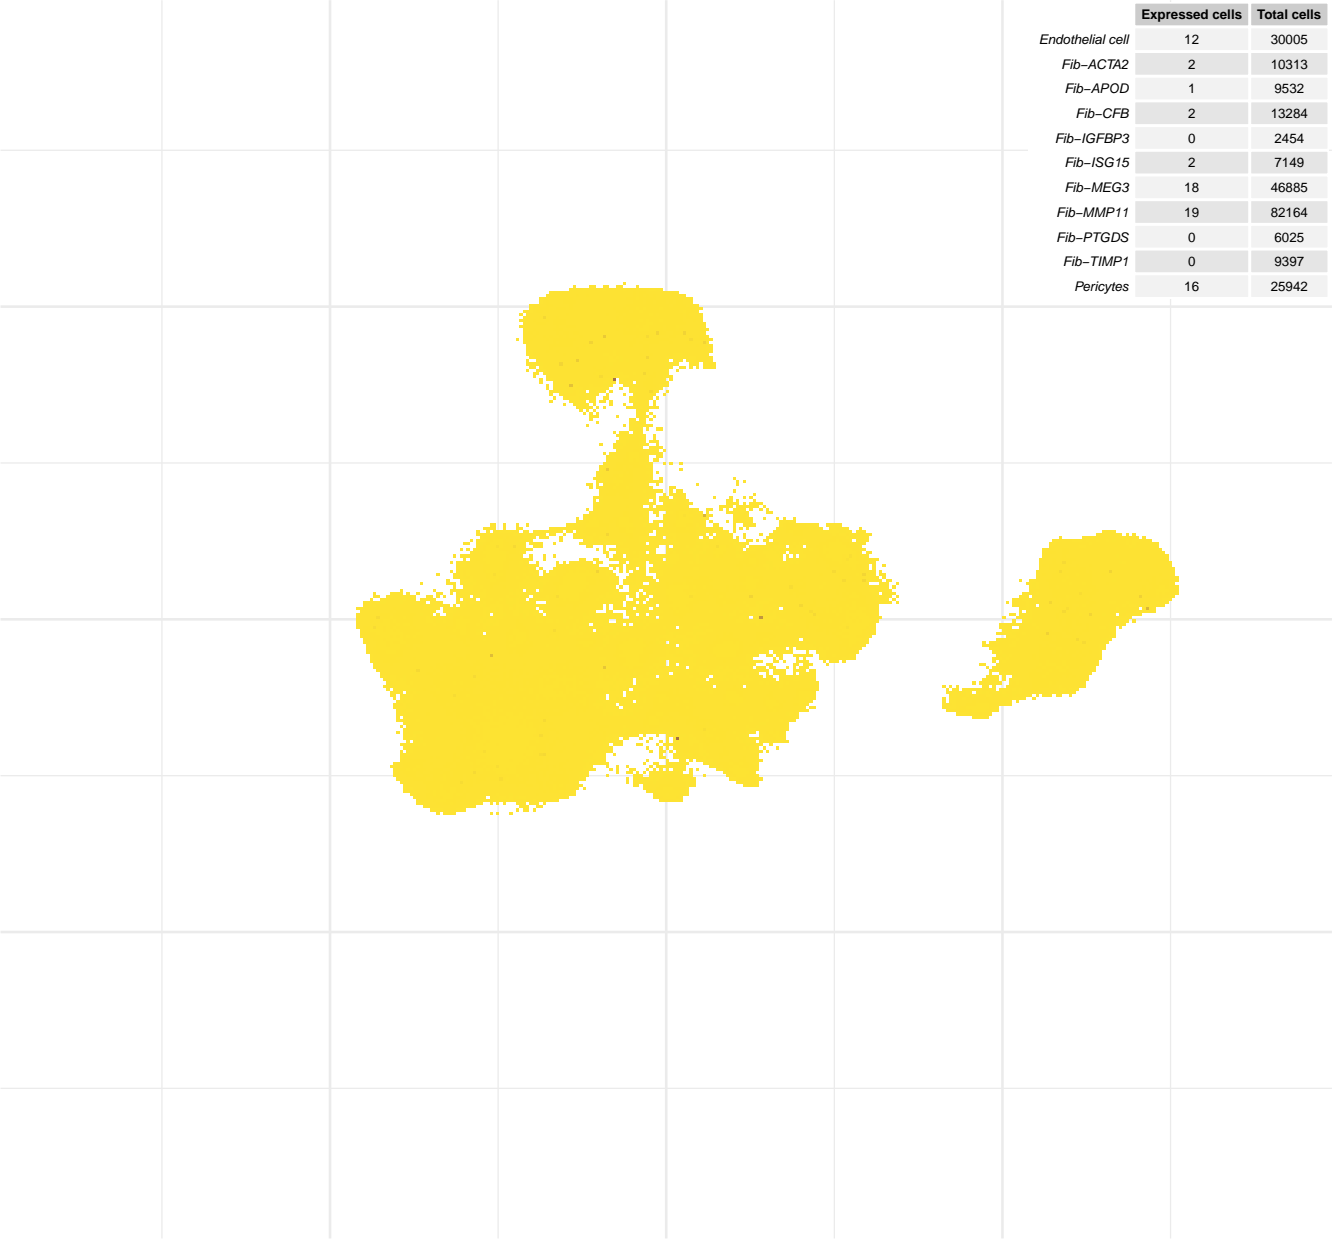 Expressed cells Total cells
Endothelial cell 12 30005
Fib−ACTA2 2 10313
Fib−APOD 1 9532
Fib−CFB 2 13284
Fib−IGFBP3 0 2454
Fib−ISG15 2 7149
Fib−MEG3 18 46885
Fib−MMP11 19 82164
Fib−PTGDS 0 6025
Fib−TIMP1 0 9397
Pericytes 16 25942